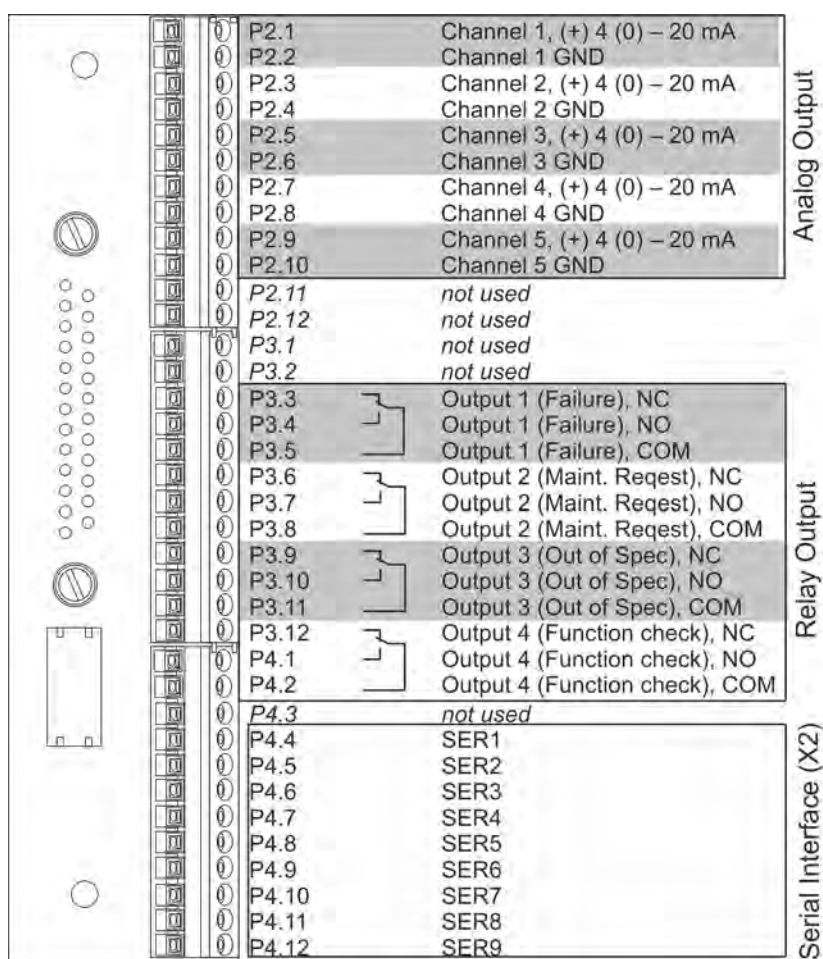 P2.1 Channel 1, (+) 4 (0) – 20 mA
P2.2 Channel 1 GND
P2.3 Channel 2, (+) 4 (0) – 20 mA
P2.4 Channel 2 GND
P2.5 Channel 3, (+) 4 (0) – 20 mA
P2.6 Channel 3 GND
P2.7 Channel 4, (+) 4 (0) – 20 mA
P2.8 Channel 4 GND
P2.9 Channel 5, (+) 4 (0) – 20 mA
P2.10 Channel 5 GND
Analog Output
P2.11 not used
P2.12 not used
P3.1 not used
P3.2 not used
P3.3 Output 1 (Failure), NC
P3.4 Output 1 (Failure), NO
P3.5 Output 1 (Failure), COM
P3.6 Output 2 (Maint. Reqest), NC
P3.7 Output 2 (Maint. Reqest), NO
P3.8 Output 2 (Maint. Reqest), COM
P3.9 Output 3 (Out of Spec), NC
P3.10 Output 3 (Out of Spec), NO
P3.11 Output 3 (Out of Spec), COM
P3.12 Output 4 (Function check), NC
P4.1 Output 4 (Function check), NO
P4.2 Output 4 (Function check), COM
Relay Output
P4.3 not used
P4.4 SER1
P4.5 SER2
P4.6 SER3
P4.7 SER4
P4.8 SER5
P4.9 SER6
P4.10 SER7
P4.11 SER8
P4.12 SER9
Serial Interface (X2)